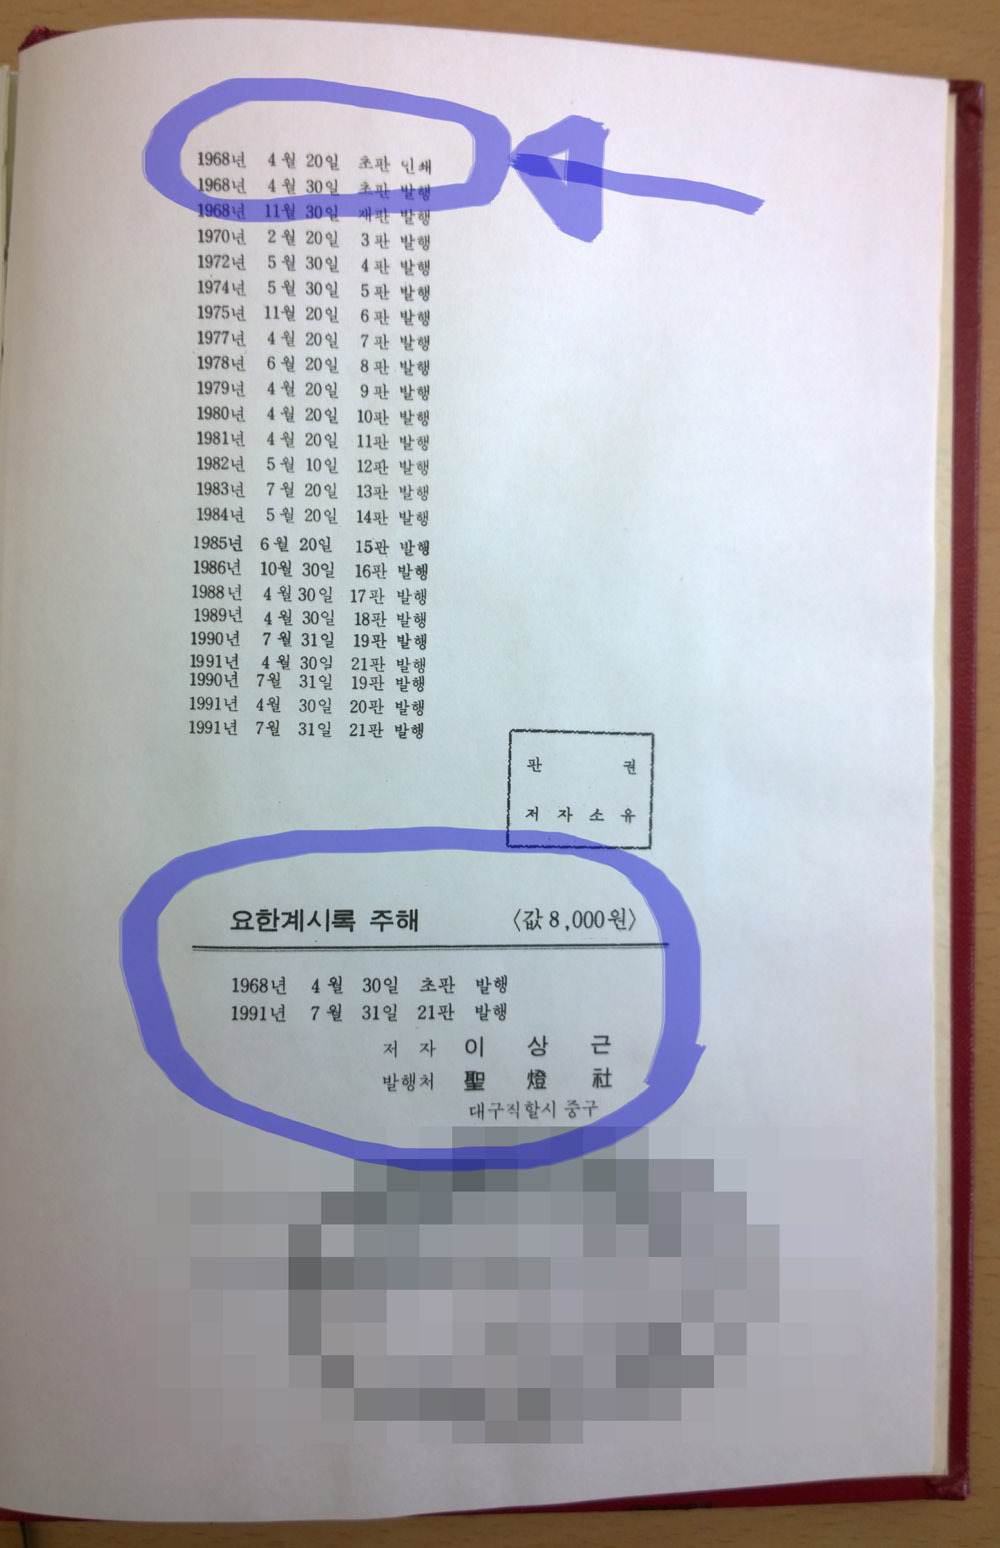 1968년 4월 20일 초판 인쇄
1968년 4월 30일 초판 발행
1968년 11월 30일 재판 발행
1970년 2월 20일 3판 발행
1972년 5월 30일 4판 발행
1974년 5월 30일 5판 발행
1975년 11월 20일 6판 발행
1977년 4월 20일 7판 발행
1978년 6월 20일 8판 발행
1979년 4월 20일 9판 발행
1980년 4월 20일 10판 발행
1981년 4월 20일 11판 발행
1982년 5월 10일 12판 발행
1983년 7월 20일 13판 발행
1984년 5월 20일 14판 발행
1985년 6월 20일 15판 발행
1986년 10월 30일 16판 발행
1988년 4월 30일 17판 발행
1989년 4월 30일 18판 발행
1990년 7월 31일 19판 발행
1991년 4월 30일 21판 발행
1990년 7월 31일 19판 발행
1991년 4월 30일 20판 발행
1991년 7월 31일 21판 발행
판 권
저 자 소 유
요한계시록 주해 〈값 8,000원〉
1968년 4월 30일 초판 발행
1991년 7월 31일 21판 발행
저 자 이 상 근
발행처 聖 燈 社
대구직할시 중구